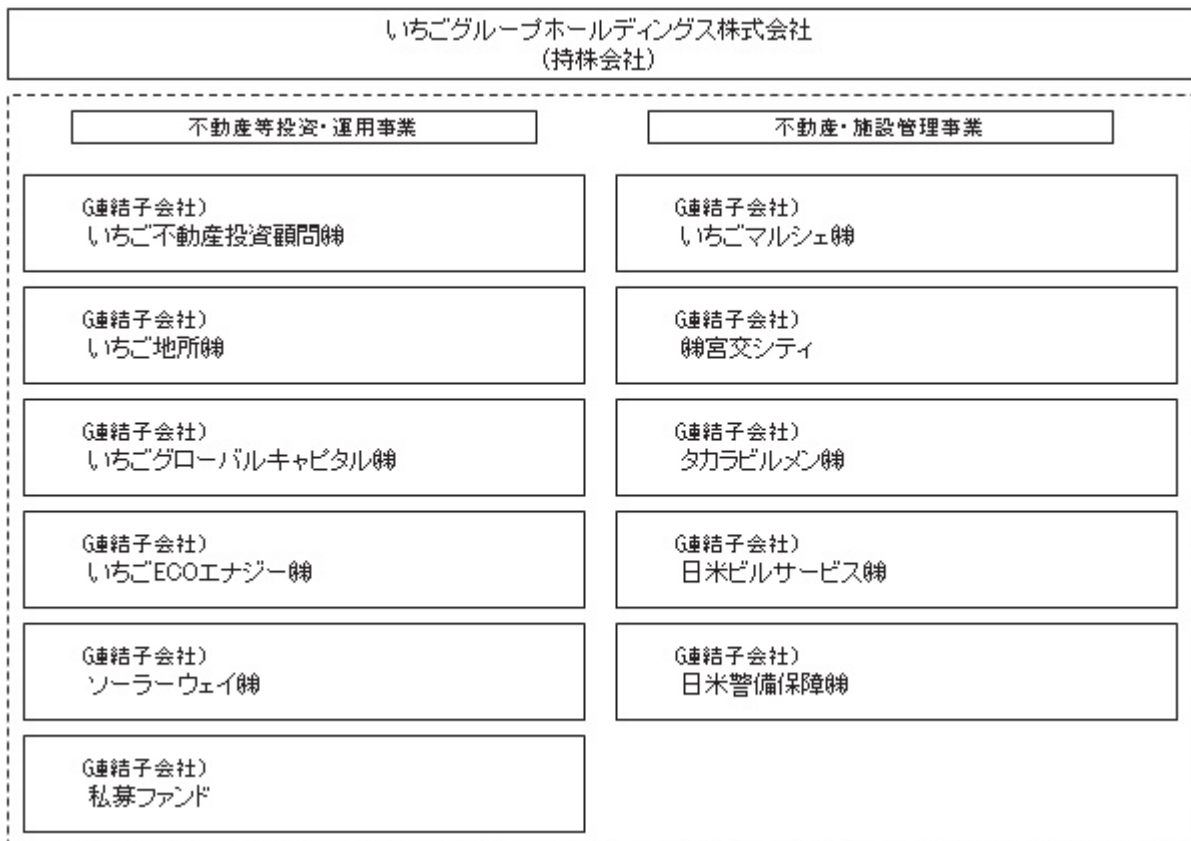 いちごグループホールディングス株式会社
(持株会社)
不動産等投資・運用事業
不動産・施設管理事業
(連結子会社)
いちご不動産投資顧問㈱
(連結子会社)
いちご地所㈱
(連結子会社)
いちごグローバルキャピタル㈱
(連結子会社)
いちごECOエナジー㈱
(連結子会社)
ソーラーウェイ㈱
(連結子会社)
私募ファンド
(連結子会社)
いちごマルシェ㈱
(連結子会社)
㈱宮交シティ
(連結子会社)
タカラビルメン㈱
(連結子会社)
日米ビルサービス㈱
(連結子会社)
日米警備保障㈱